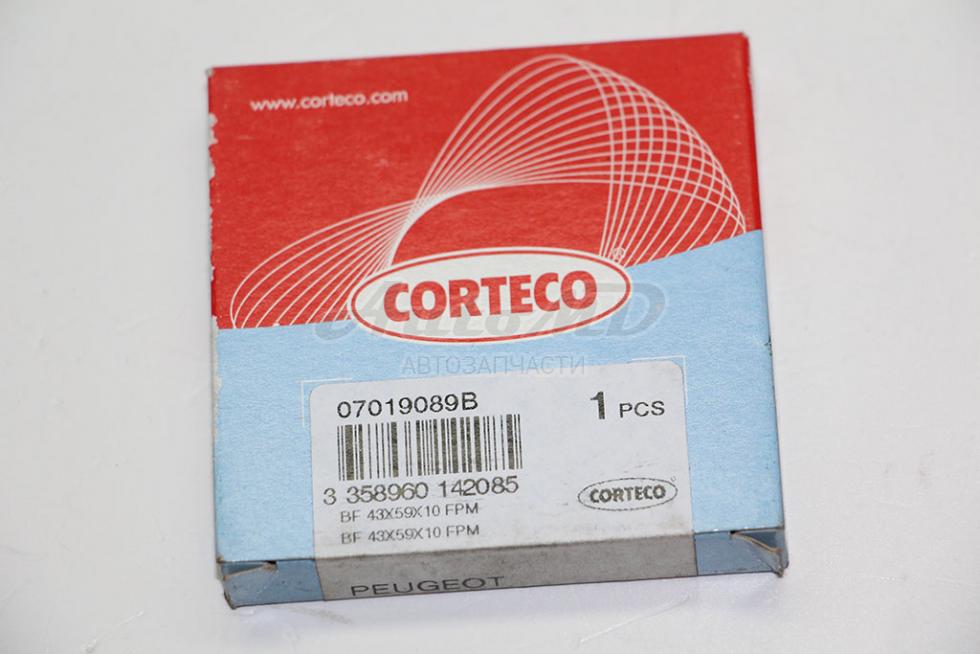 www.corteco.com
®
CORTECO
АВТОЗАПЧАСТИ
07019089B
1 PCS
3 358960 142085
CORTECO
BF 43X59X10 FPM
BF 43X59X10 FPM
PEUGEOT